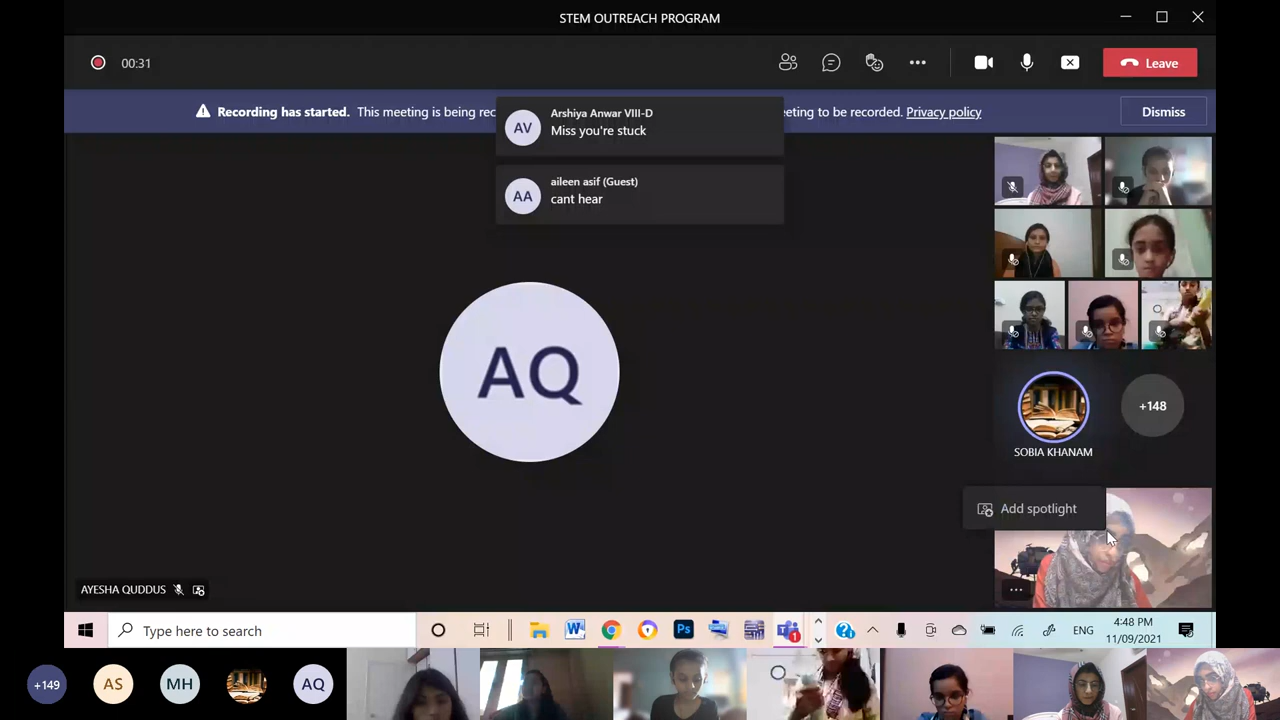 STEM OUTREACH PROGRAM
00:31
Leave
Recording has started. This meeting is being rec
eeting to be recorded. Privacy policy
Dismiss
AV
Arshiya Anwar VIII-D
Miss you're stuck
AA
aileen asif (Guest)
cant hear
AQ
+148
SOBIA KHANAM
Add spotlight
AYESHA QUDDUS
Type here to search
W
Ps
1
ENG
4:48 PM
11/09/2021
+149
AS
MH
AQ